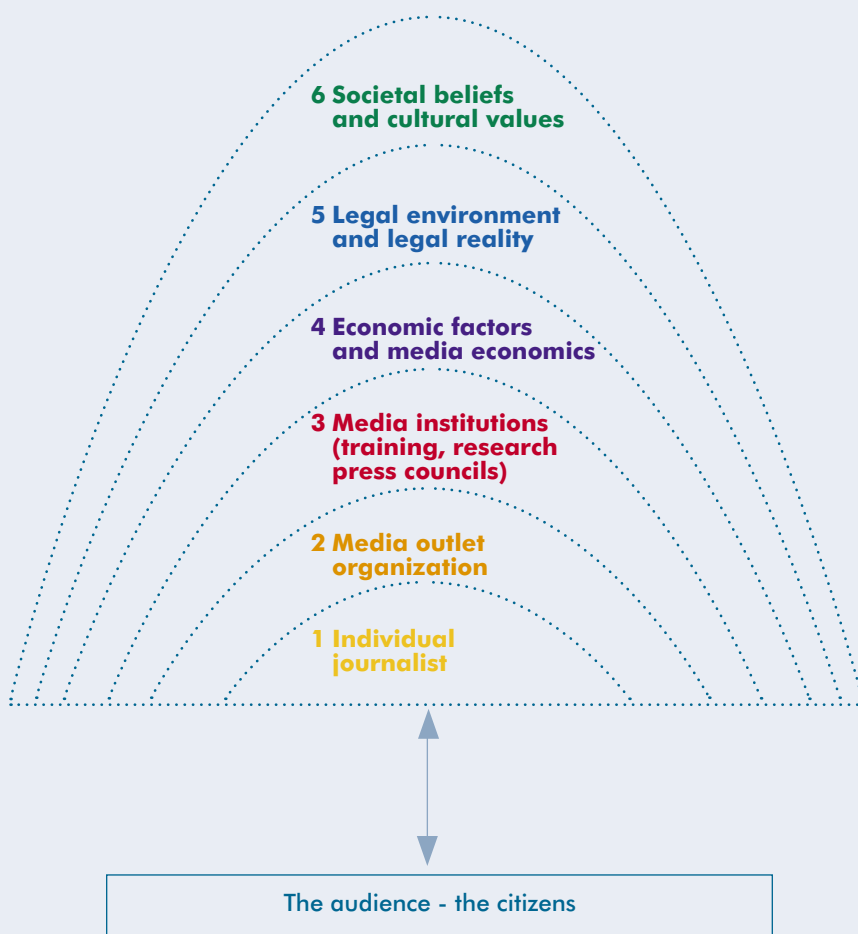 6 Societal beliefs
and cultural values
5 Legal environment
and legal reality
4 Economic factors
and media economics
3 Media institutions
(training, research
press councils)
2 Media outlet
organization
1 Individual
journalist
The audience - the citizens